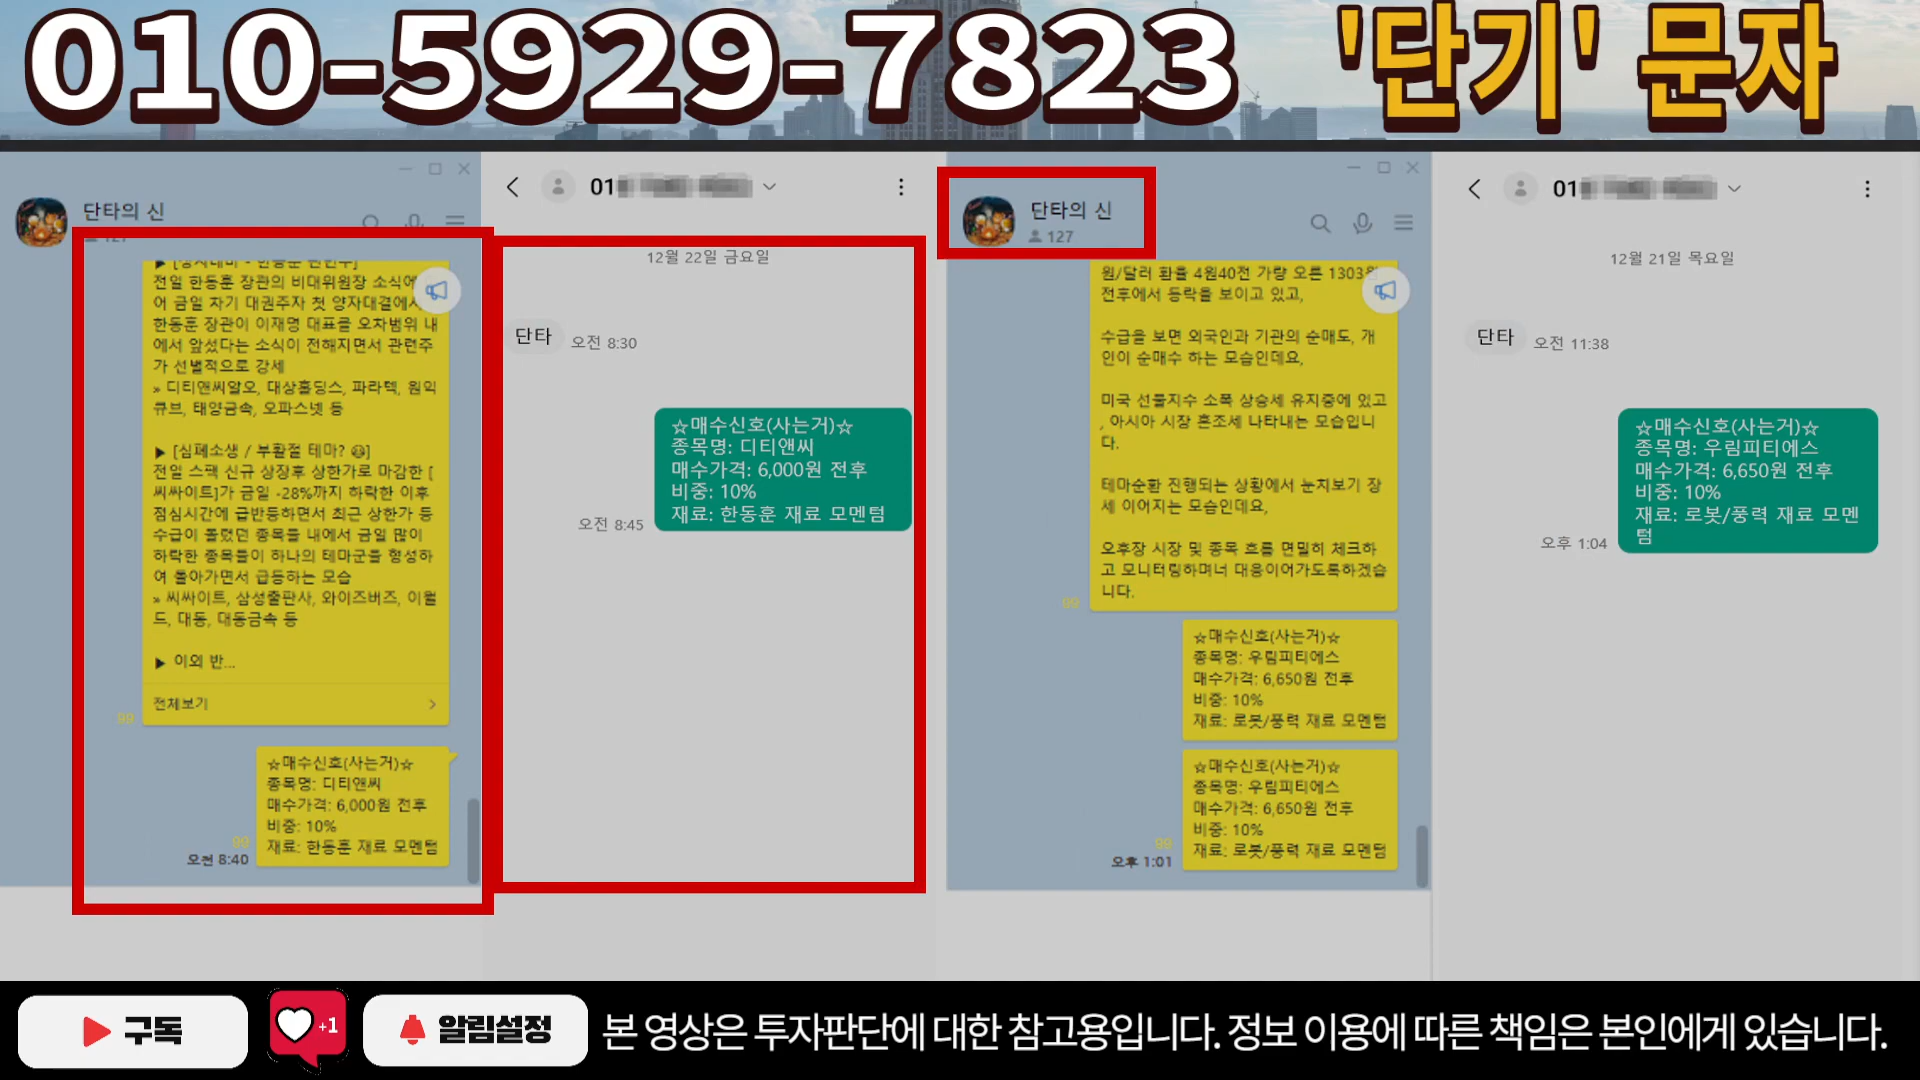 010-5929-7823 '단기' 문자
단타의 신
127
전일 한동훈 장관의 비대위원장 소식에
어 금일 차기 대권주자 첫 양자대결에서
한동훈 장관이 이재명 대표를 오차범위 내
에서 앞섰다는 소식이 전해지면서 관련주
가 선별적으로 강세
» 디티앤씨알오, 대상홀딩스, 파라텍, 원익
큐브, 태양금속, 오파스넷 등
▶ [심폐소생 / 부활절 테마? 😂]
전일 스팩 신규 상장후 상한가로 마감한 [
씨싸이트]가 금일 -28%까지 하락한 이후
점심시간에 급반등하면서 최근 상한가 등
수급이 쏠렸던 종목들 내에서 금일 많이
하락한 종목들이 하나의 테마군을 형성하
여 돌아가면서 급등하는 모습
» 씨싸이트, 삼성출판사, 와이즈버즈, 이월
드, 대동, 대동금속 등
▶ 이외 반...
전체보기
99
☆매수신호(사는거)☆
종목명: 디티앤씨
매수가격: 6,000원 전후
비중: 10%
재료: 한동훈 재료 모멘텀
99
오전 8:40
01
12월 22일 금요일
단타 오전 8:30
☆매수신호(사는거)☆
종목명: 디티앤씨
매수가격: 6,000원 전후
비중: 10%
재료: 한동훈 재료 모멘텀
오전 8:45
단타의 신
127
원/달러 환율 4원40전 가량 오른 1303원
전후에서 등락을 보이고 있고,
수급을 보면 외국인과 기관의 순매도, 개
인이 순매수 하는 모습인데요,
미국 선물지수 소폭 상승세 유지중에 있고
, 아시아 시장 혼조세 나타내는 모습입니
다.
테마순환 진행되는 상황에서 눈치보기 장
세 이어지는 모습인데요,
오후장 시장 및 종목 흐름 면밀히 체크하
고 모니터링하며너 대응이어가도록하겠습
니다.
99
☆매수신호(사는거)☆
종목명: 우림피티에스
매수가격: 6,650원 전후
비중: 10%
재료: 로봇/풍력 재료 모멘텀
☆매수신호(사는거)☆
종목명: 우림피티에스
매수가격: 6,650원 전후
비중: 10%
재료: 로봇/풍력 재료 모멘텀
99
오후 1:01
01
12월 21일 목요일
단타 오전 11:38
☆매수신호(사는거)☆
종목명: 우림피티에스
매수가격: 6,650원 전후
비중: 10%
재료: 로봇/풍력 재료 모멘
텀
오후 1:04
구독 +1 알림설정 본 영상은 투자판단에 대한 참고용입니다. 정보 이용에 따른 책임은 본인에게 있습니다.